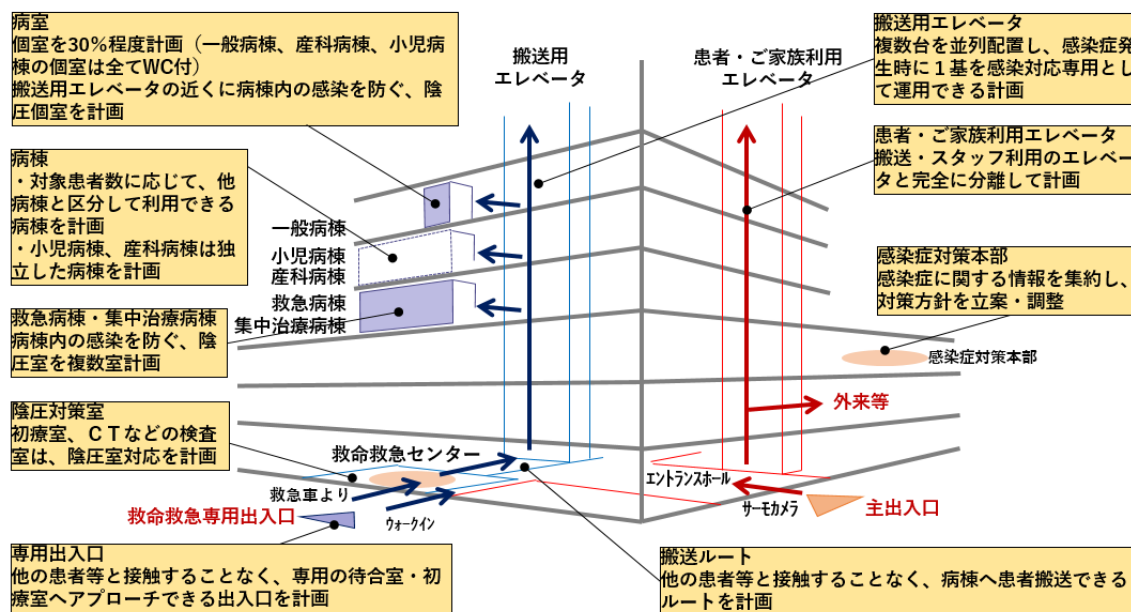 病室
個室を30%程度計画（一般病棟、産科病棟、小児病
棟の個室は全てWC付）
搬送用エレベータの近くに病棟内の感染を防ぐ、陰
圧個室を計画
搬送用
エレベータ
患者・ご家族利用
エレベータ
搬送用エレベータ
複数台を並列配置し、感染症発
生時に１基を感染対応専用とし
て運用できる計画
患者・ご家族利用エレベータ
搬送・スタッフ利用のエレベー
タと完全に分離して計画
病棟
・対象患者数に応じて、他
病棟と区分して利用できる
病棟を計画
・小児病棟、産科病棟は独
立した病棟を計画
一般病棟
小児病棟
産科病棟
救急病棟
集中治療病棟
感染症対策本部
感染症に関する情報を集約し、
対策方針を立案・調整
救急病棟・集中治療病棟
病棟内の感染を防ぐ、陰
圧室を複数室計画
感染症対策本部
外来等
陰圧対策室
初療室、ＣＴなどの検査
室は、陰圧室対応を計画
救命救急センター
救急車より
ｳｫｰｸｲﾝ
救命救急専用出入口
ｴﾝﾄﾗﾝｽﾎｰﾙ
ｻｰﾓｶﾒﾗ
主出入口
専用出入口
他の患者等と接触することなく、専用の待合室・初
療室へアプローチできる出入口を計画
搬送ルート
他の患者等と接触することなく、病棟へ患者搬送できる
ルートを計画